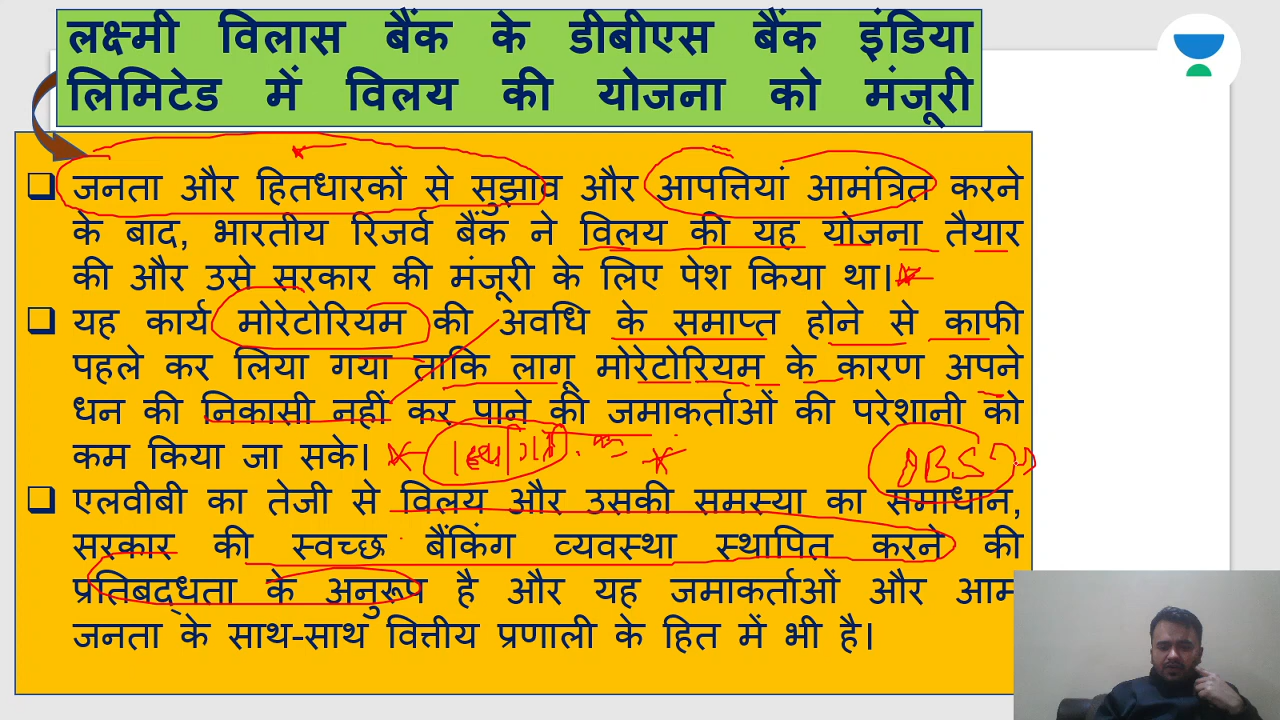 लक्ष्मी विलास बैंक के डीबीएस बैंक इंडिया
लिमिटेड में विलय की योजना को मंजूरी
❑ जनता और हितधारकों से सुझाव और आपत्तियां आमंत्रित करने
के बाद, भारतीय रिजर्व बैंक ने विलय की यह योजना तैयार
की और उसे सरकार की मंजूरी के लिए पेश किया था।
❑ यह कार्य मोरेटोरियम की अवधि के समाप्त होने से काफी
पहले कर लिया गया ताकि लागू मोरेटोरियम के कारण अपने
धन की निकासी नहीं कर पाने की जमाकर्ताओं की परेशानी को
कम किया जा सके।
DBS
❑ एलवीबी का तेजी से विलय और उसकी समस्या का समाधान,
सरकार की स्वच्छ बैंकिंग व्यवस्था स्थापित करने की
प्रतिबद्धता के अनुरूप है और यह जमाकर्ताओं और आम
जनता के साथ-साथ वित्तीय प्रणाली के हित में भी है।